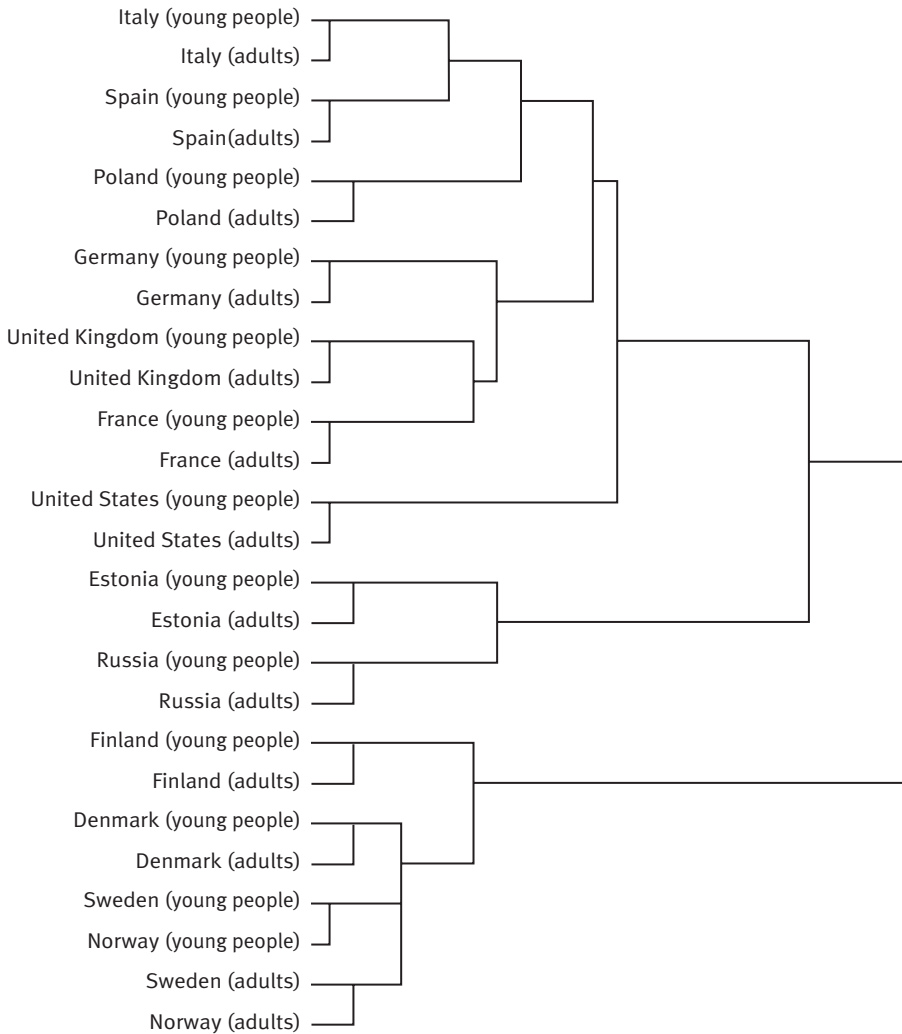 Italy (young people)
Italy (adults)
Spain (young people)
Spain(adults)
Poland (young people)
Poland (adults)
Germany (young people)
Germany (adults)
United Kingdom (young people)
United Kingdom (adults)
France (young people)
France (adults)
United States (young people)
United States (adults)
Estonia (young people)
Estonia (adults)
Russia (young people)
Russia (adults)
Finland (young people)
Finland (adults)
Denmark (young people)
Denmark (adults)
Sweden (young people)
Norway (young people)
Sweden (adults)
Norway (adults)